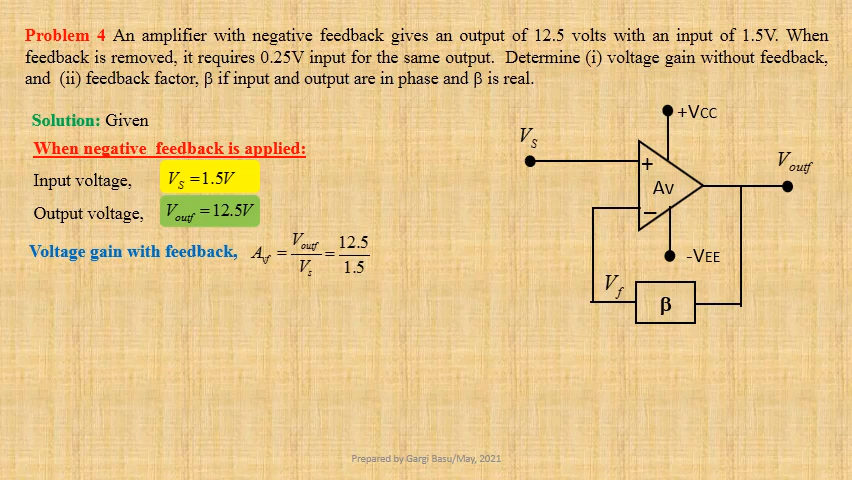 Problem 4 An amplifier with negative feedback gives an output of 12.5 volts with an input of 1.5V. When
feedback is removed, it requires 0.25V input for the same output. Determine (i) voltage gain without feedback,
and (ii) feedback factor, β if input and output are in phase and β is real.
Solution: Given
When negative feedback is applied:
Input voltage, V_S =1.5V
Output voltage, V_outf =12.5V
Voltage gain with feedback, A_vf = V_outf / V_s = 12.5 / 1.5
+VCC
V_S
V_outf
+
Av
−
-VEE
V_f
β
Prepared by Gargi Basu/May, 2021